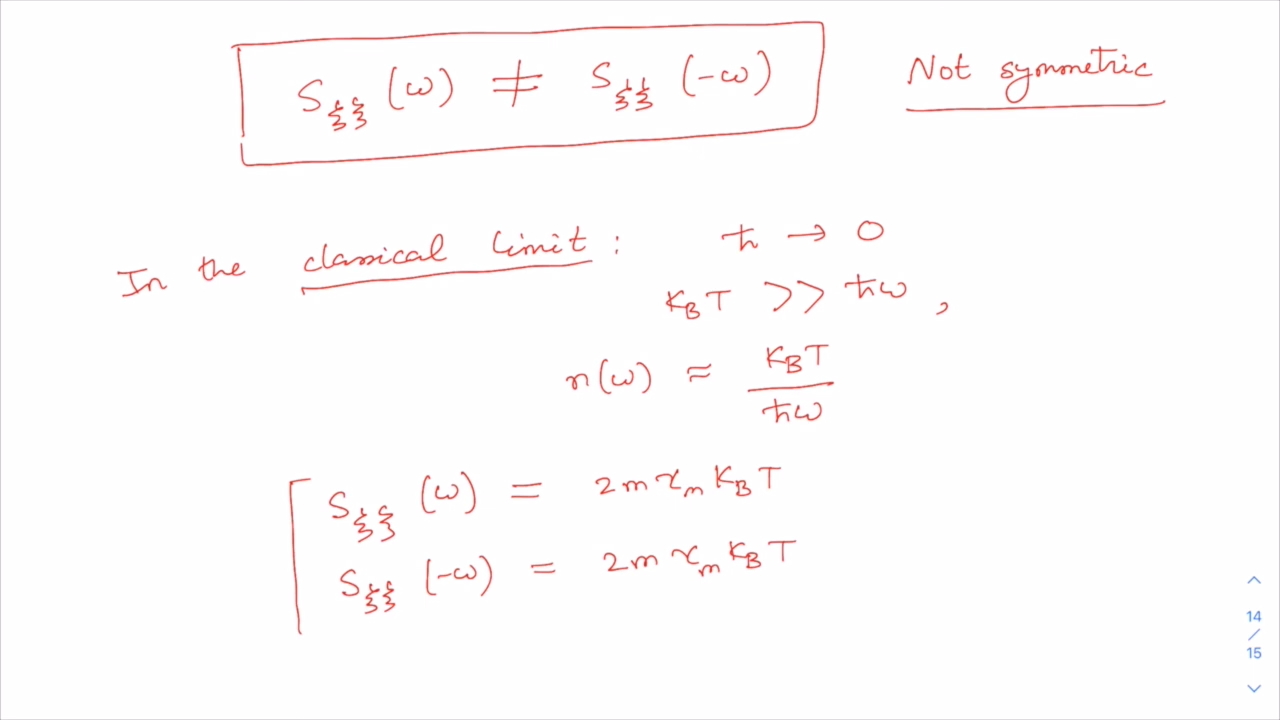 S_ξξ (ω) ≠ S_ξξ (-ω) Not symmetric
In the classical limit : ħ → 0
K_B T >> ħω ,
n(ω) ≈ K_B T / ħω
S_ξξ (ω) = 2mγ_m K_B T
S_ξξ (-ω) = 2mγ_m K_B T
14
/
15